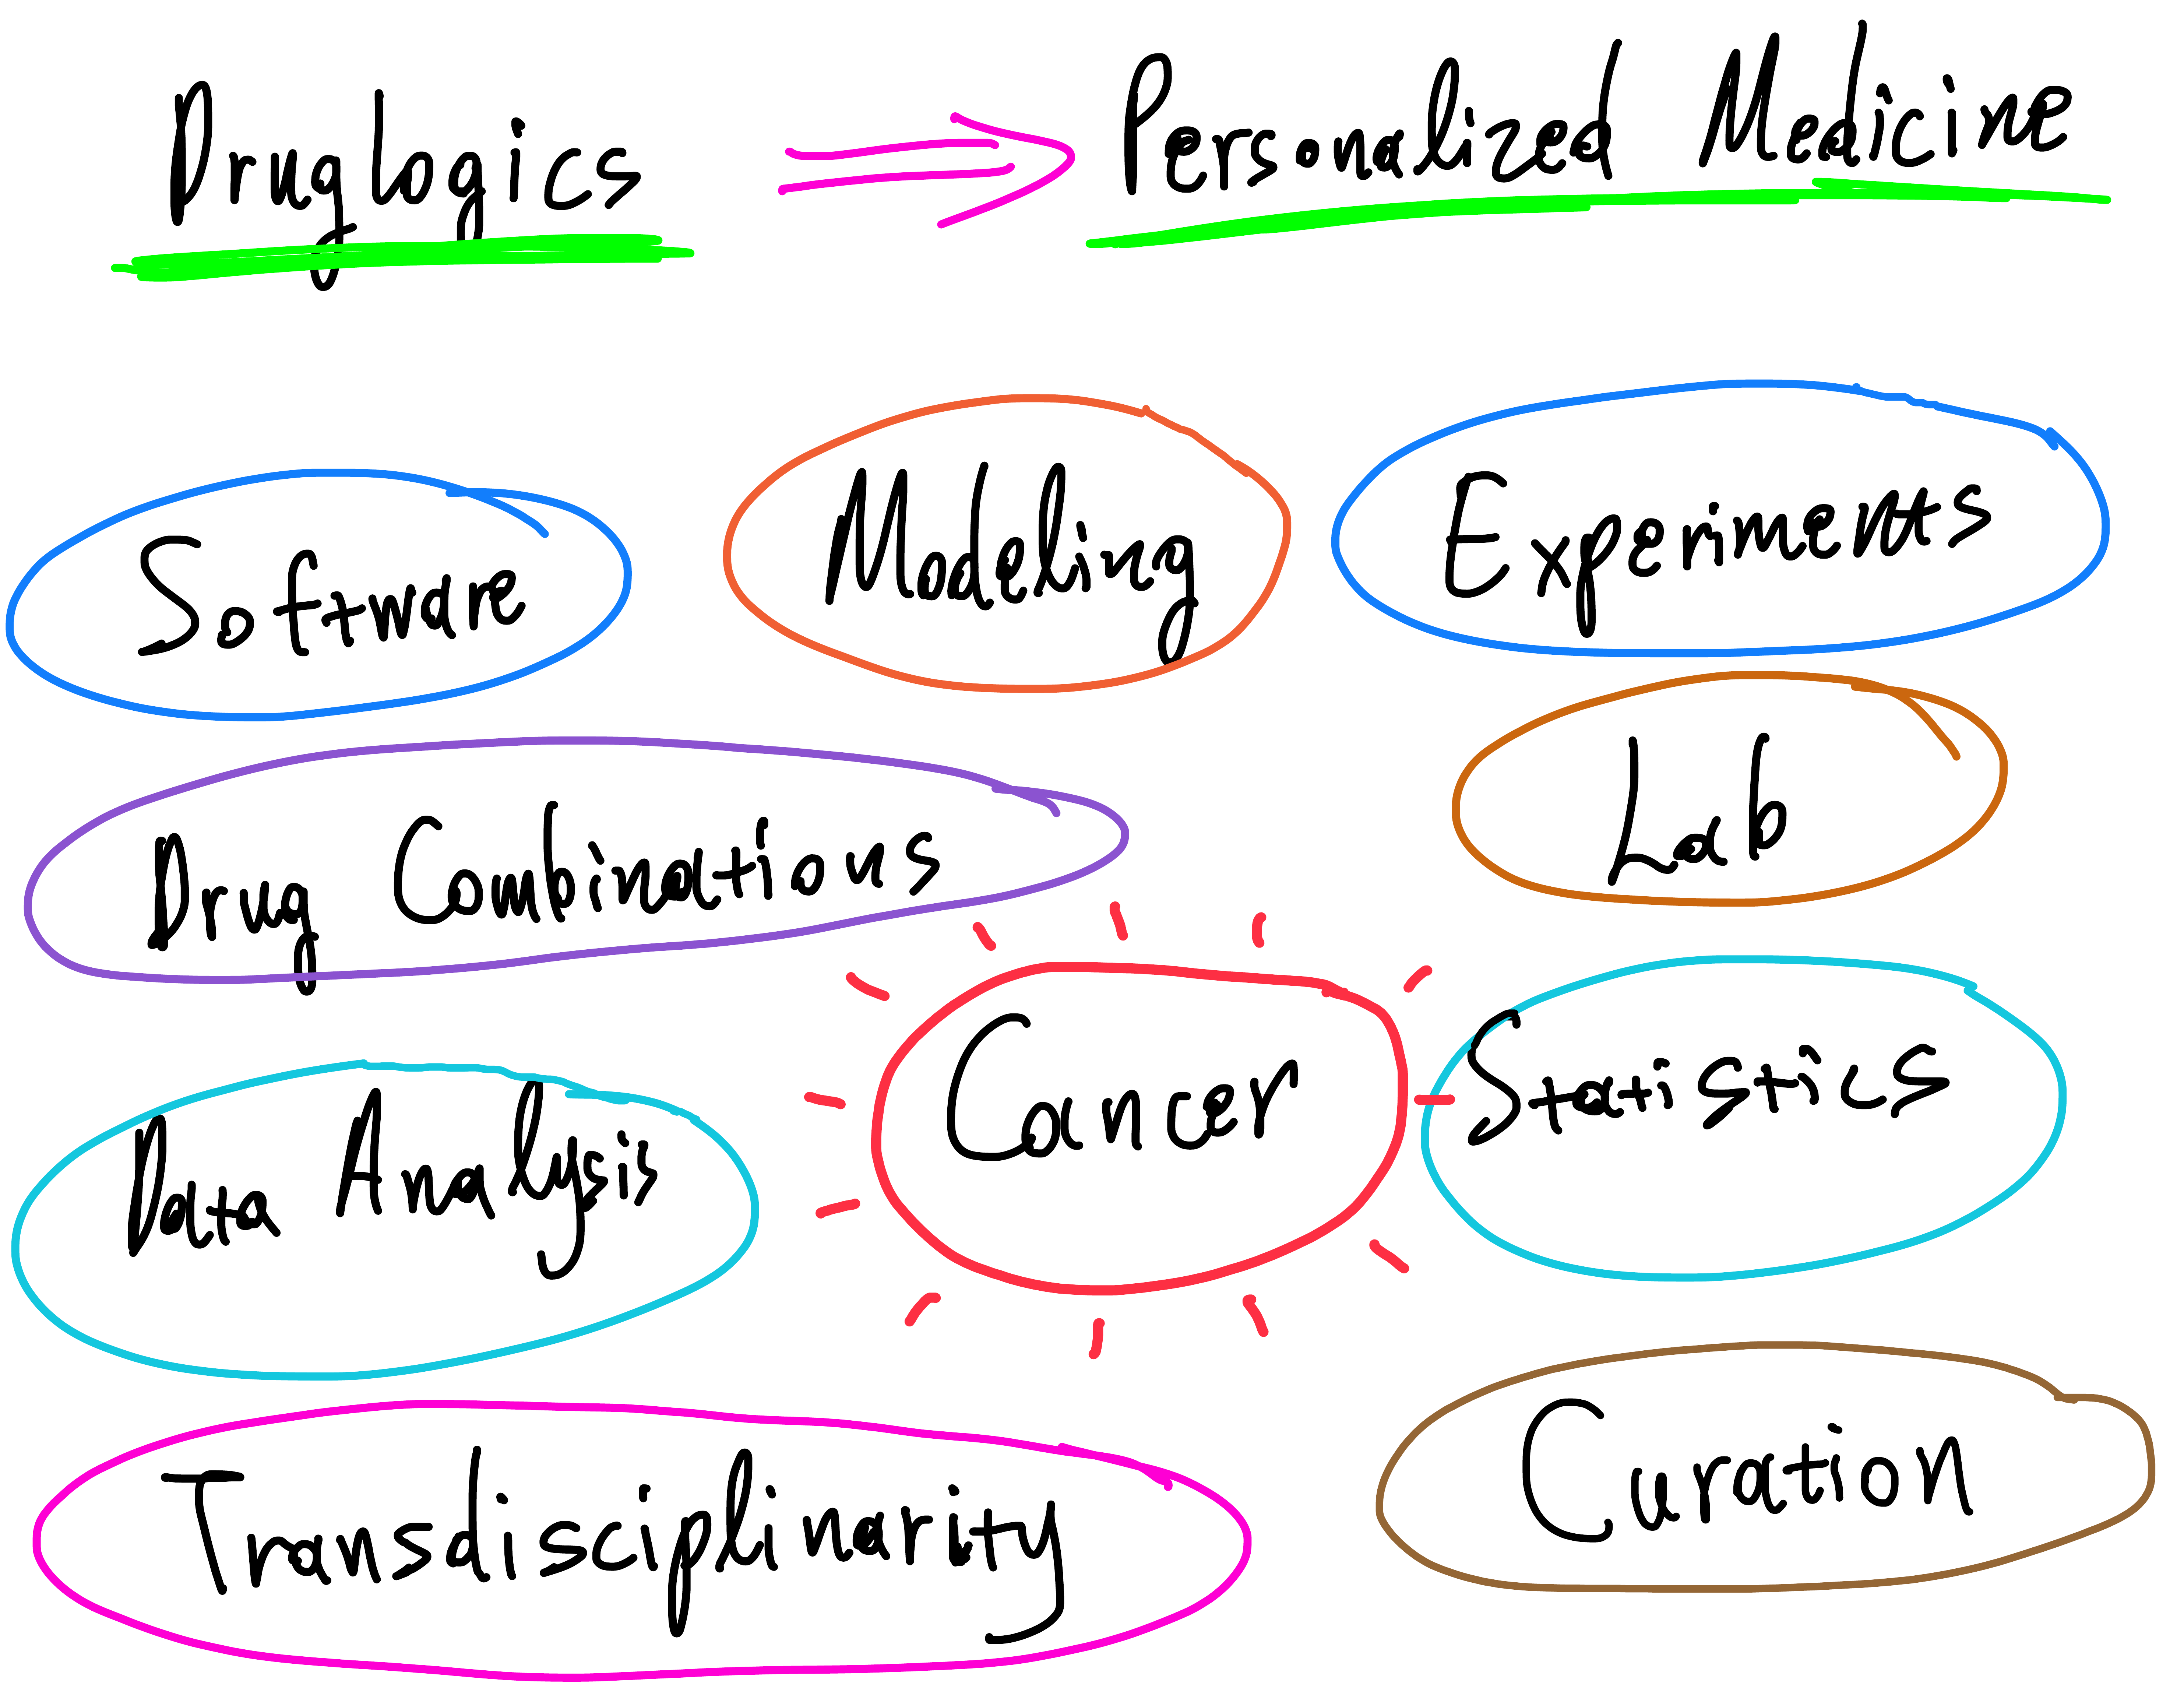 Druglogics ⇒ Personalized Medicine
Software
Modeling
Experiments
Drug Combinations
Lab
Cancer
Statistics
Data Analysis
Transdisciplinarity
Curation